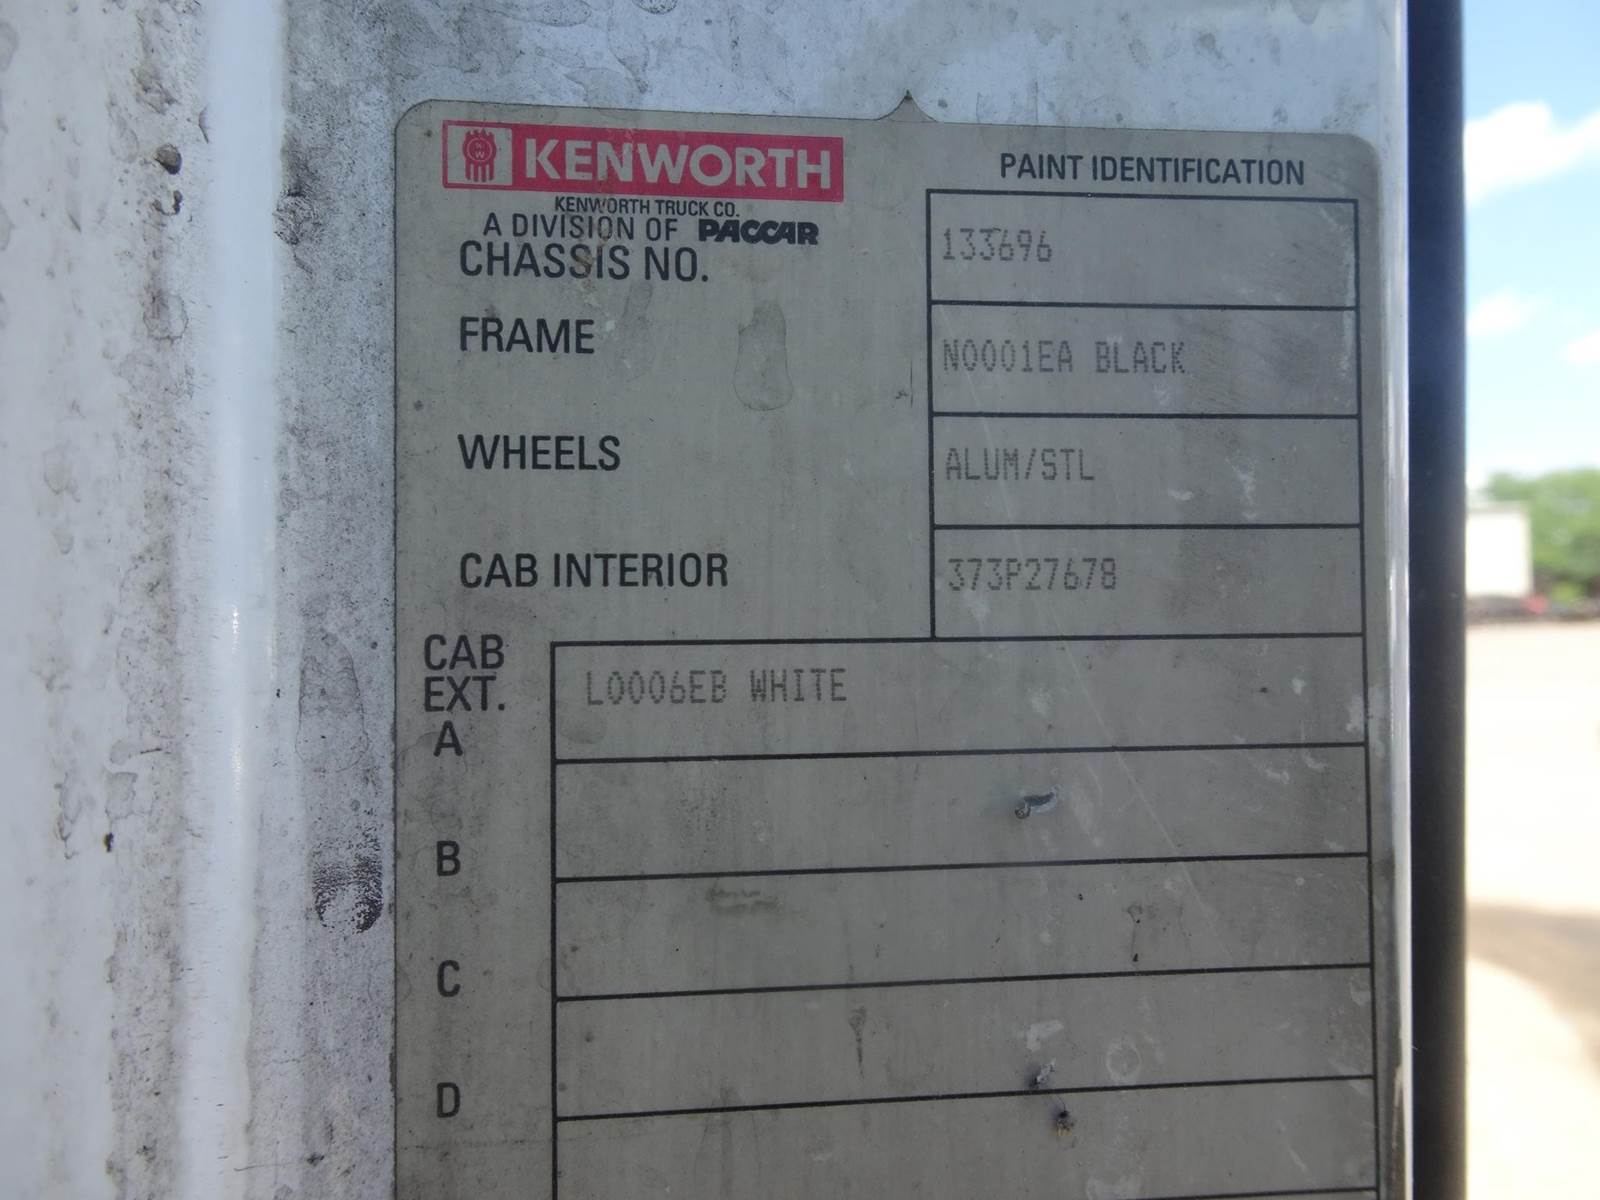 KENWORTH
KENWORTH TRUCK CO.
A DIVISION OF PACCAR
PAINT IDENTIFICATION
CHASSIS NO. 133696
FRAME N0001EA BLACK
WHEELS ALUM/STL
CAB INTERIOR 373P27678
CAB
EXT. L0006EB WHITE
A
B
C
D